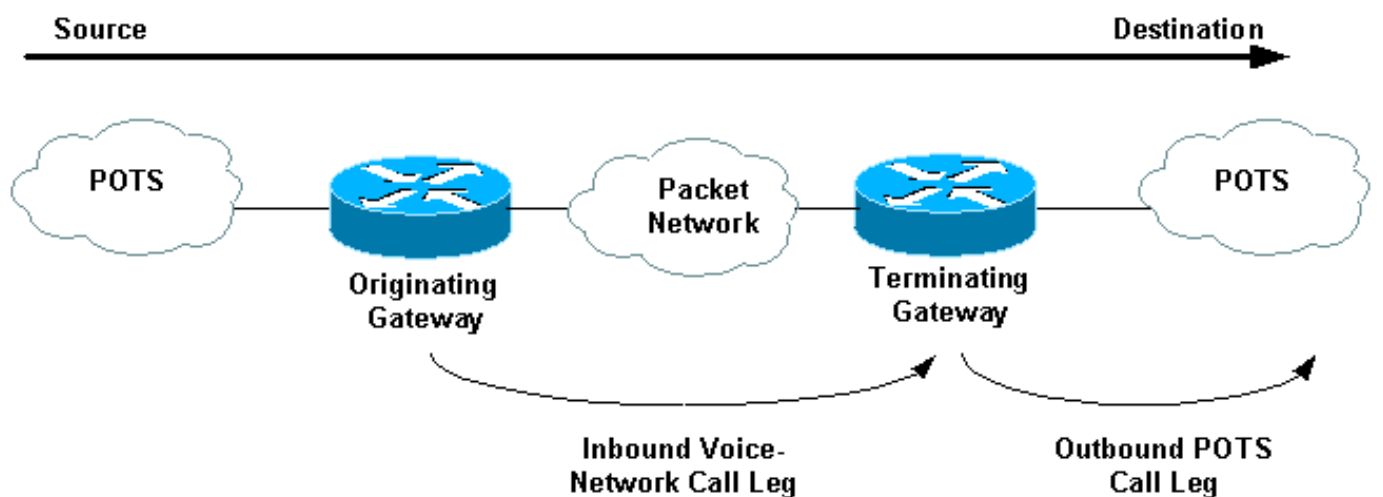 Source
Destination
POTS
Packet
Network
POTS
Originating
Gateway
Terminating
Gateway
Inbound Voice-
Network Call Leg
Outbound POTS
Call Leg